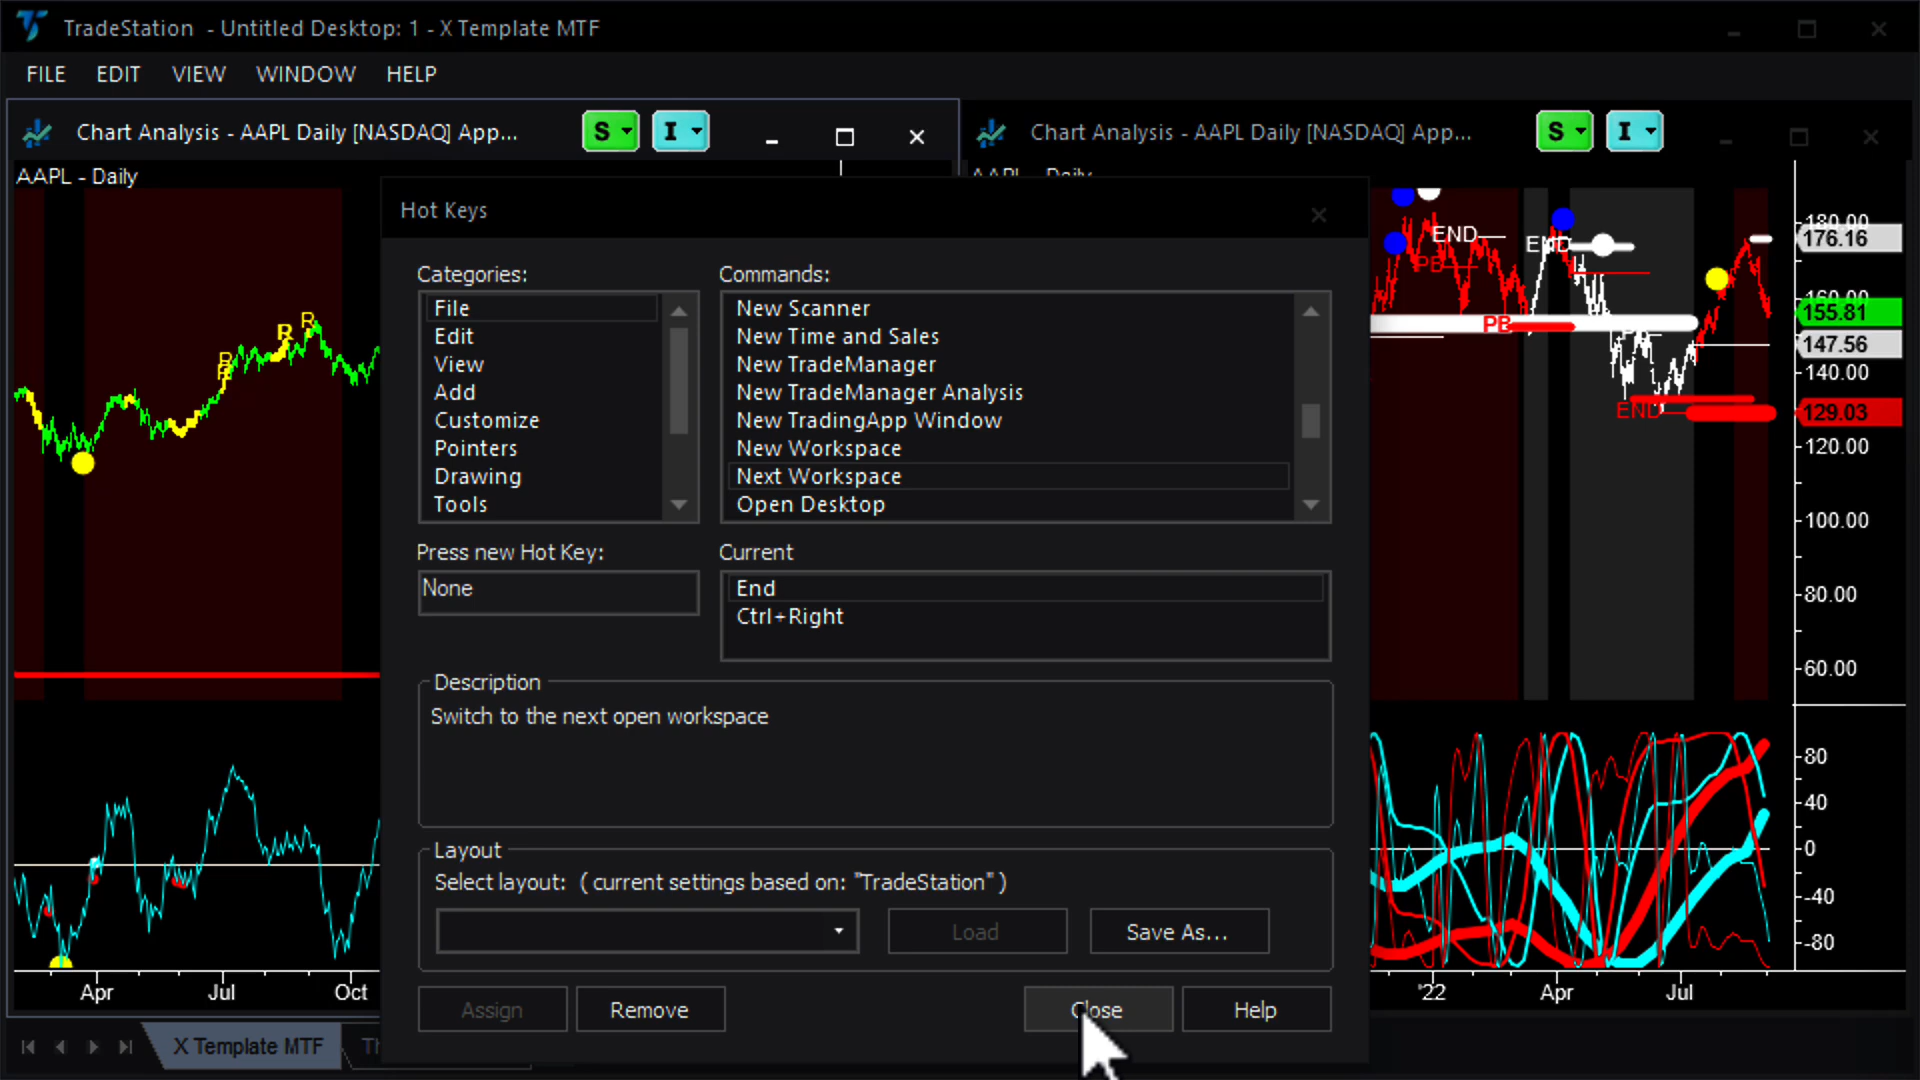 TradeStation - Untitled Desktop: 1 - X Template MTF
FILE EDIT VIEW WINDOW HELP
Chart Analysis - AAPL Daily [NASDAQ] App...
S I
Chart Analysis - AAPL Daily [NASDAQ] App...
S I
AAPL - Daily
AAPL - Daily
R
R
R
R
Hot Keys
Categories:
File
Edit
View
Add
Customize
Pointers
Drawing
Tools
Commands:
New Scanner
New Time and Sales
New TradeManager
New TradeManager Analysis
New TradingApp Window
New Workspace
Next Workspace
Open Desktop
Press new Hot Key:
None
Current
End
Ctrl+Right
Description
Switch to the next open workspace
Layout
Select layout: ( current settings based on: "TradeStation" )
Load
Save As...
Assign
Remove
Close
Help
END
PB
END
PB
END
180.00
176.16
160.00
155.81
147.56
140.00
129.03
120.00
100.00
80.00
60.00
80
40
0
-40
-80
Apr Jul Oct
'22 Apr Jul
X Template MTF